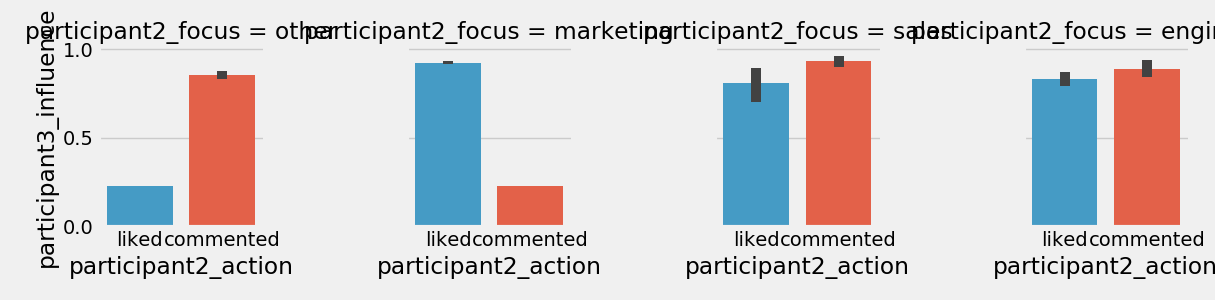 participant2_focus = other
participant2_focus = marketing
participant2_focus = sales
participant2_focus = engi
participant3_influence
1.0
0.5
0.0
liked commented
liked commented
liked commented
liked commented
participant2_action
participant2_action
participant2_action
participant2_action